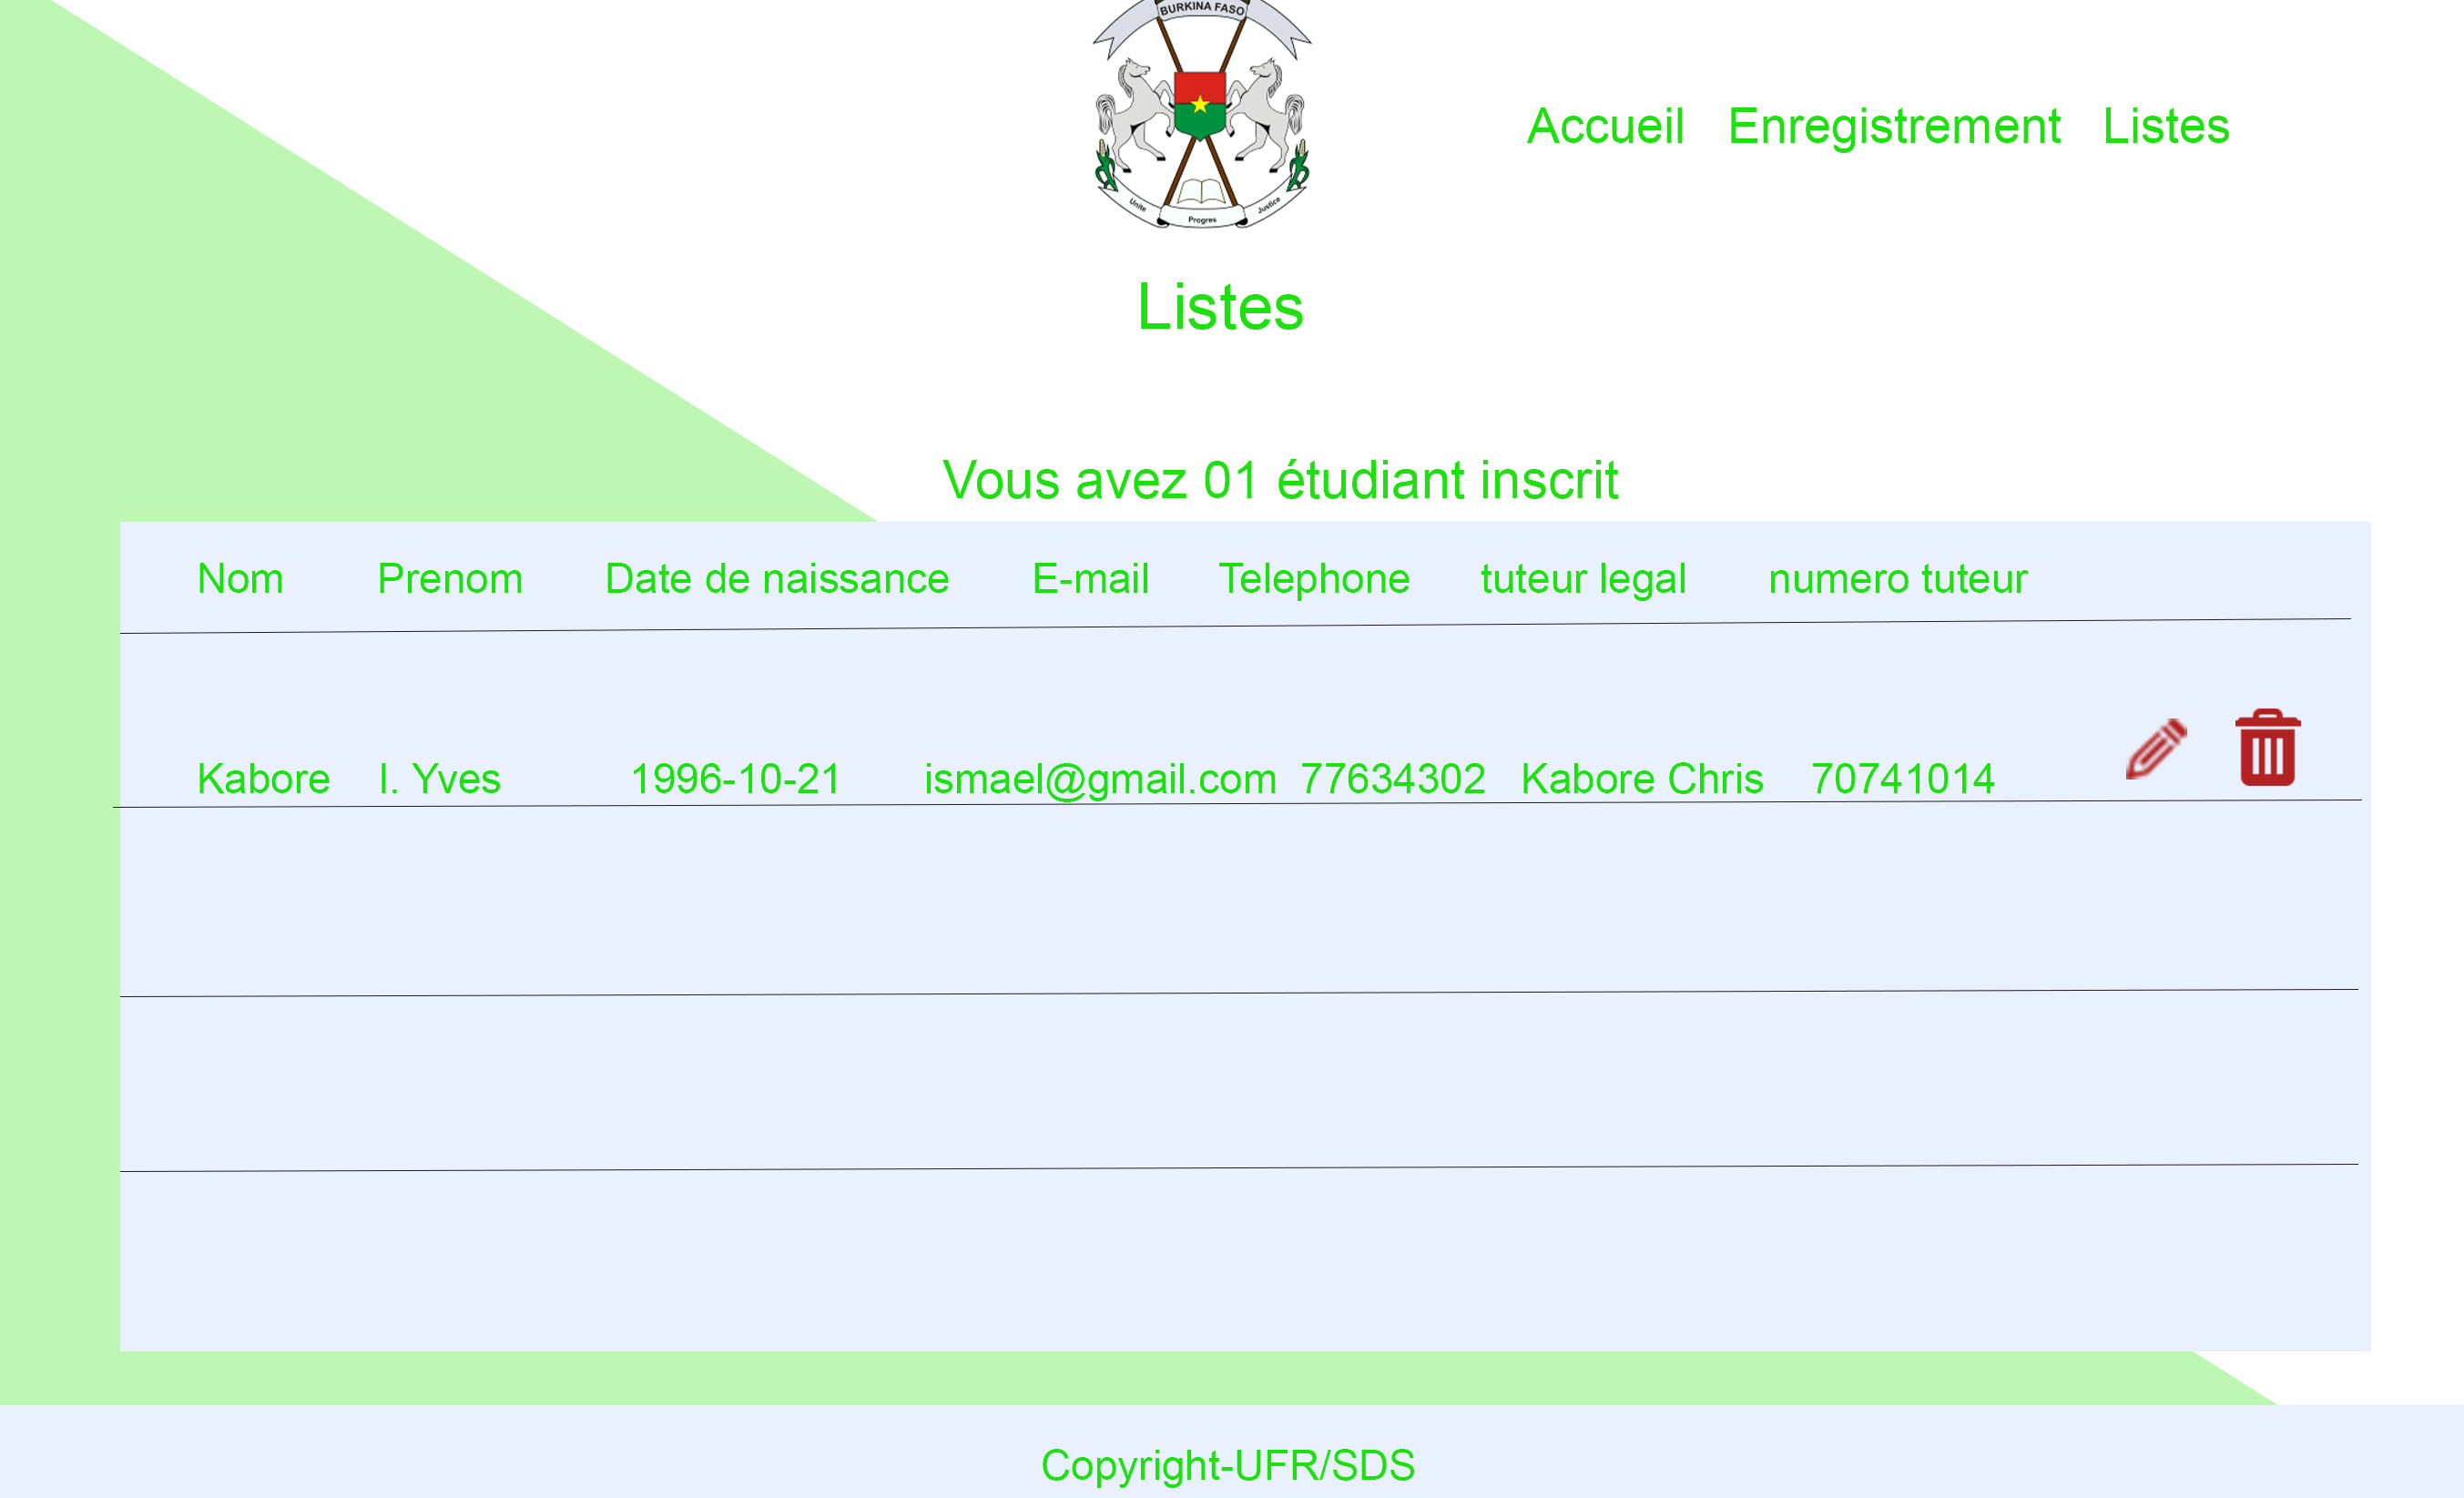 BURKINA FASO
Unite
Progres
Justice
Accueil Enregistrement Listes
Listes
Vous avez 01 étudiant inscrit
Nom Prenom Date de naissance E-mail Telephone tuteur legal numero tuteur
Kabore I. Yves 1996-10-21 ismael@gmail.com 77634302 Kabore Chris 70741014
Copyright-UFR/SDS